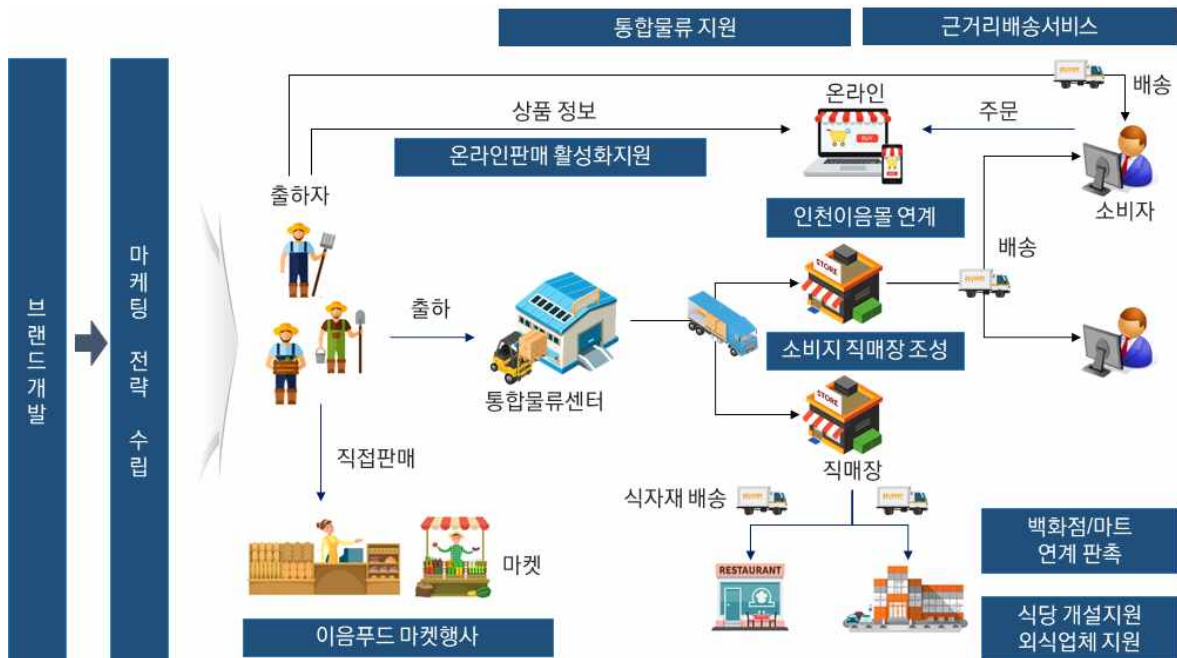 통합물류 지원
근거리배송서비스
브랜드개발
마케팅 전략 수립
배송
온라인
상품 정보
주문
온라인판매 활성화지원
BUY
출하자
소비자
인천이음몰 연계
STORE
배송
출하
소비지 직매장 조성
통합물류센터
STORE
직매장
직접판매
식자재 배송
마켓
RESTAURANT
백화점/마트
연계 판촉
이음푸드 마켓행사
식당 개설지원
외식업체 지원